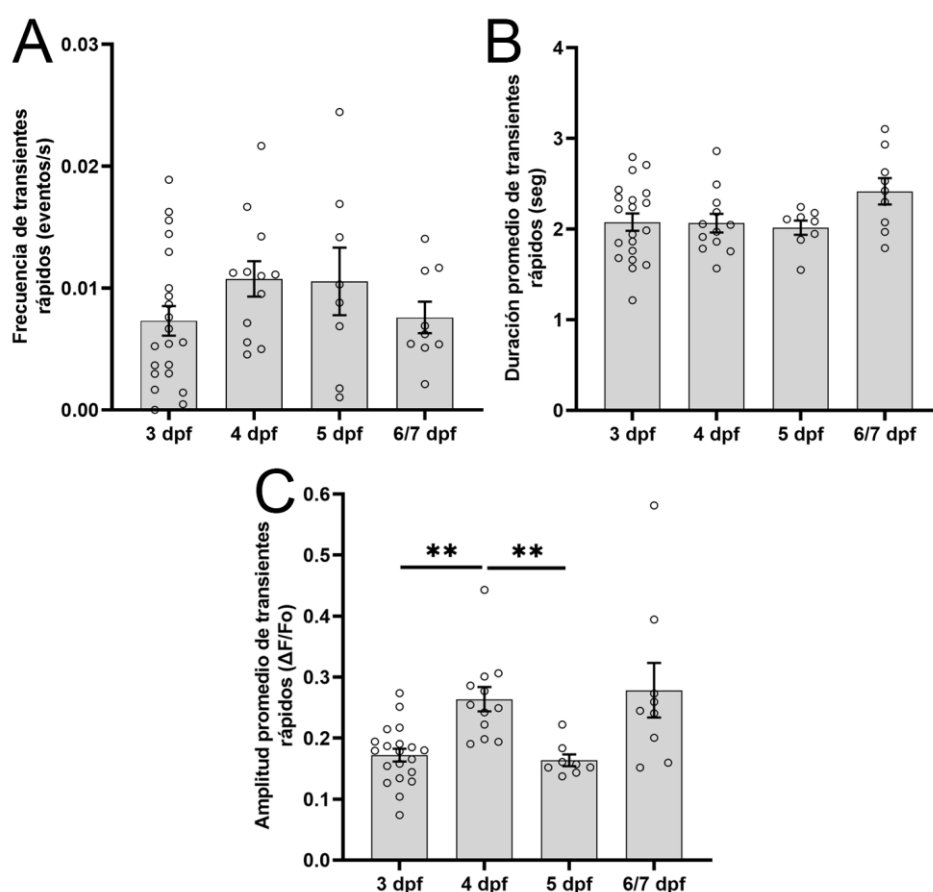 A
Frecuencia de transientes
rápidos (eventos/s)
0.03
0.02
0.01
0.00
3 dpf 4 dpf 5 dpf 6/7 dpf
B
Duración promedio de transientes
rápidos (seg)
4
3
2
1
0
3 dpf 4 dpf 5 dpf 6/7 dpf
C
Amplitud promedio de transientes
rápidos (ΔF/Fo)
0.6
0.5
0.4
0.3
0.2
0.1
0.0
** **
3 dpf 4 dpf 5 dpf 6/7 dpf